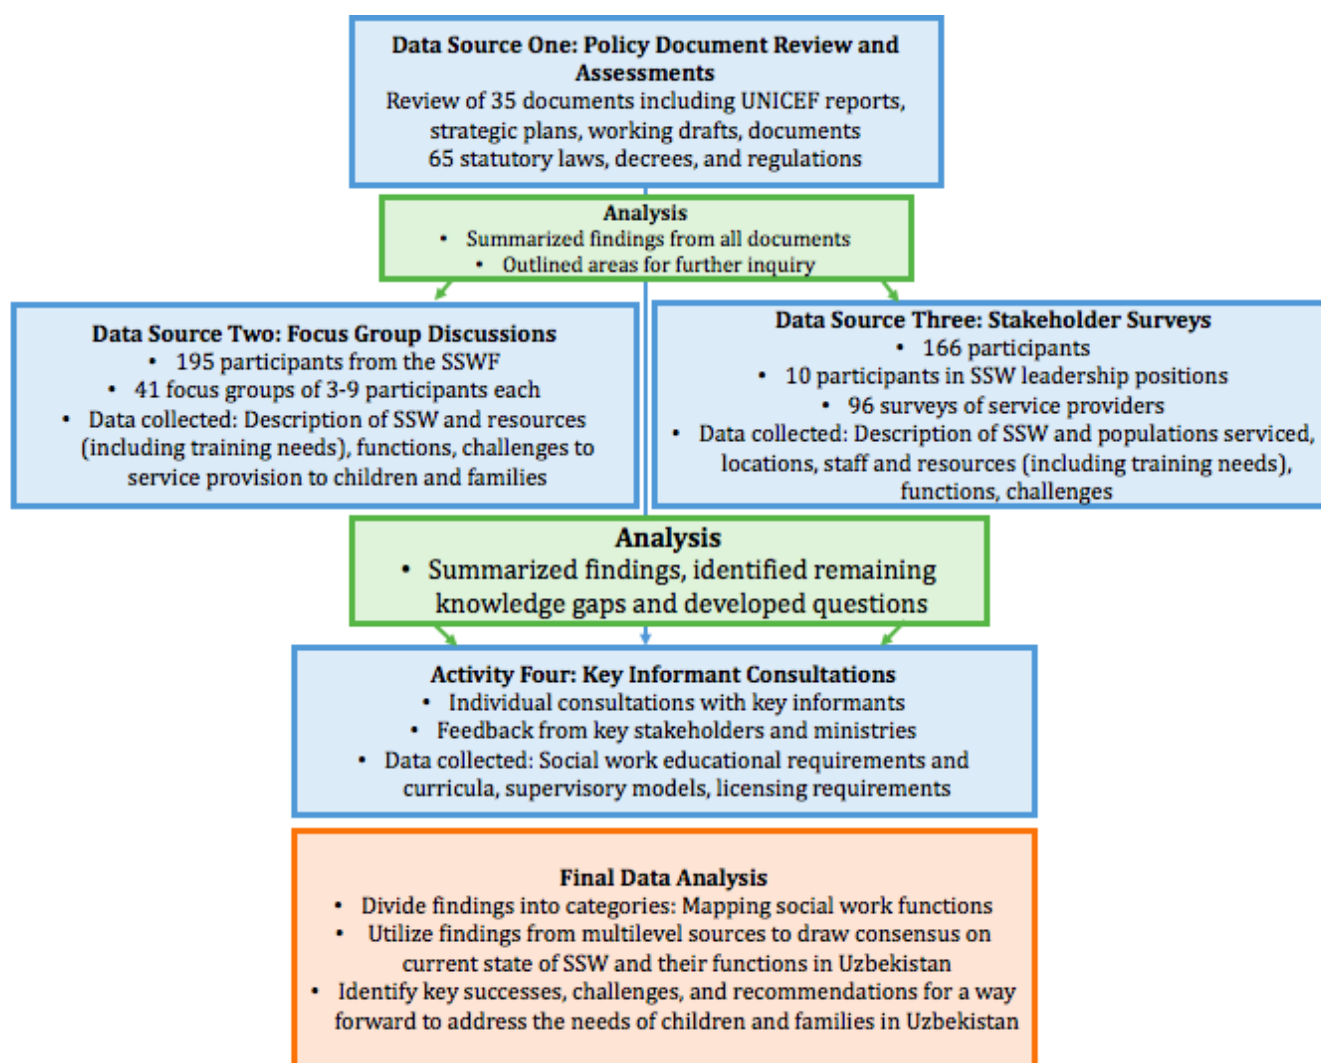 Data Source One: Policy Document Review and
Assessments
Review of 35 documents including UNICEF reports,
strategic plans, working drafts, documents
65 statutory laws, decrees, and regulations
Analysis
• Summarized findings from all documents
• Outlined areas for further inquiry
Data Source Two: Focus Group Discussions
• 195 participants from the SSWF
• 41 focus groups of 3-9 participants each
• Data collected: Description of SSW and resources
(including training needs), functions, challenges to
service provision to children and families
Data Source Three: Stakeholder Surveys
• 166 participants
• 10 participants in SSW leadership positions
• 96 surveys of service providers
• Data collected: Description of SSW and populations serviced,
locations, staff and resources (including training needs),
functions, challenges
Analysis
• Summarized findings, identified remaining
knowledge gaps and developed questions
Activity Four: Key Informant Consultations
• Individual consultations with key informants
• Feedback from key stakeholders and ministries
• Data collected: Social work educational requirements and
curricula, supervisory models, licensing requirements
Final Data Analysis
• Divide findings into categories: Mapping social work functions
• Utilize findings from multilevel sources to draw consensus on
current state of SSW and their functions in Uzbekistan
• Identify key successes, challenges, and recommendations for a way
forward to address the needs of children and families in Uzbekistan